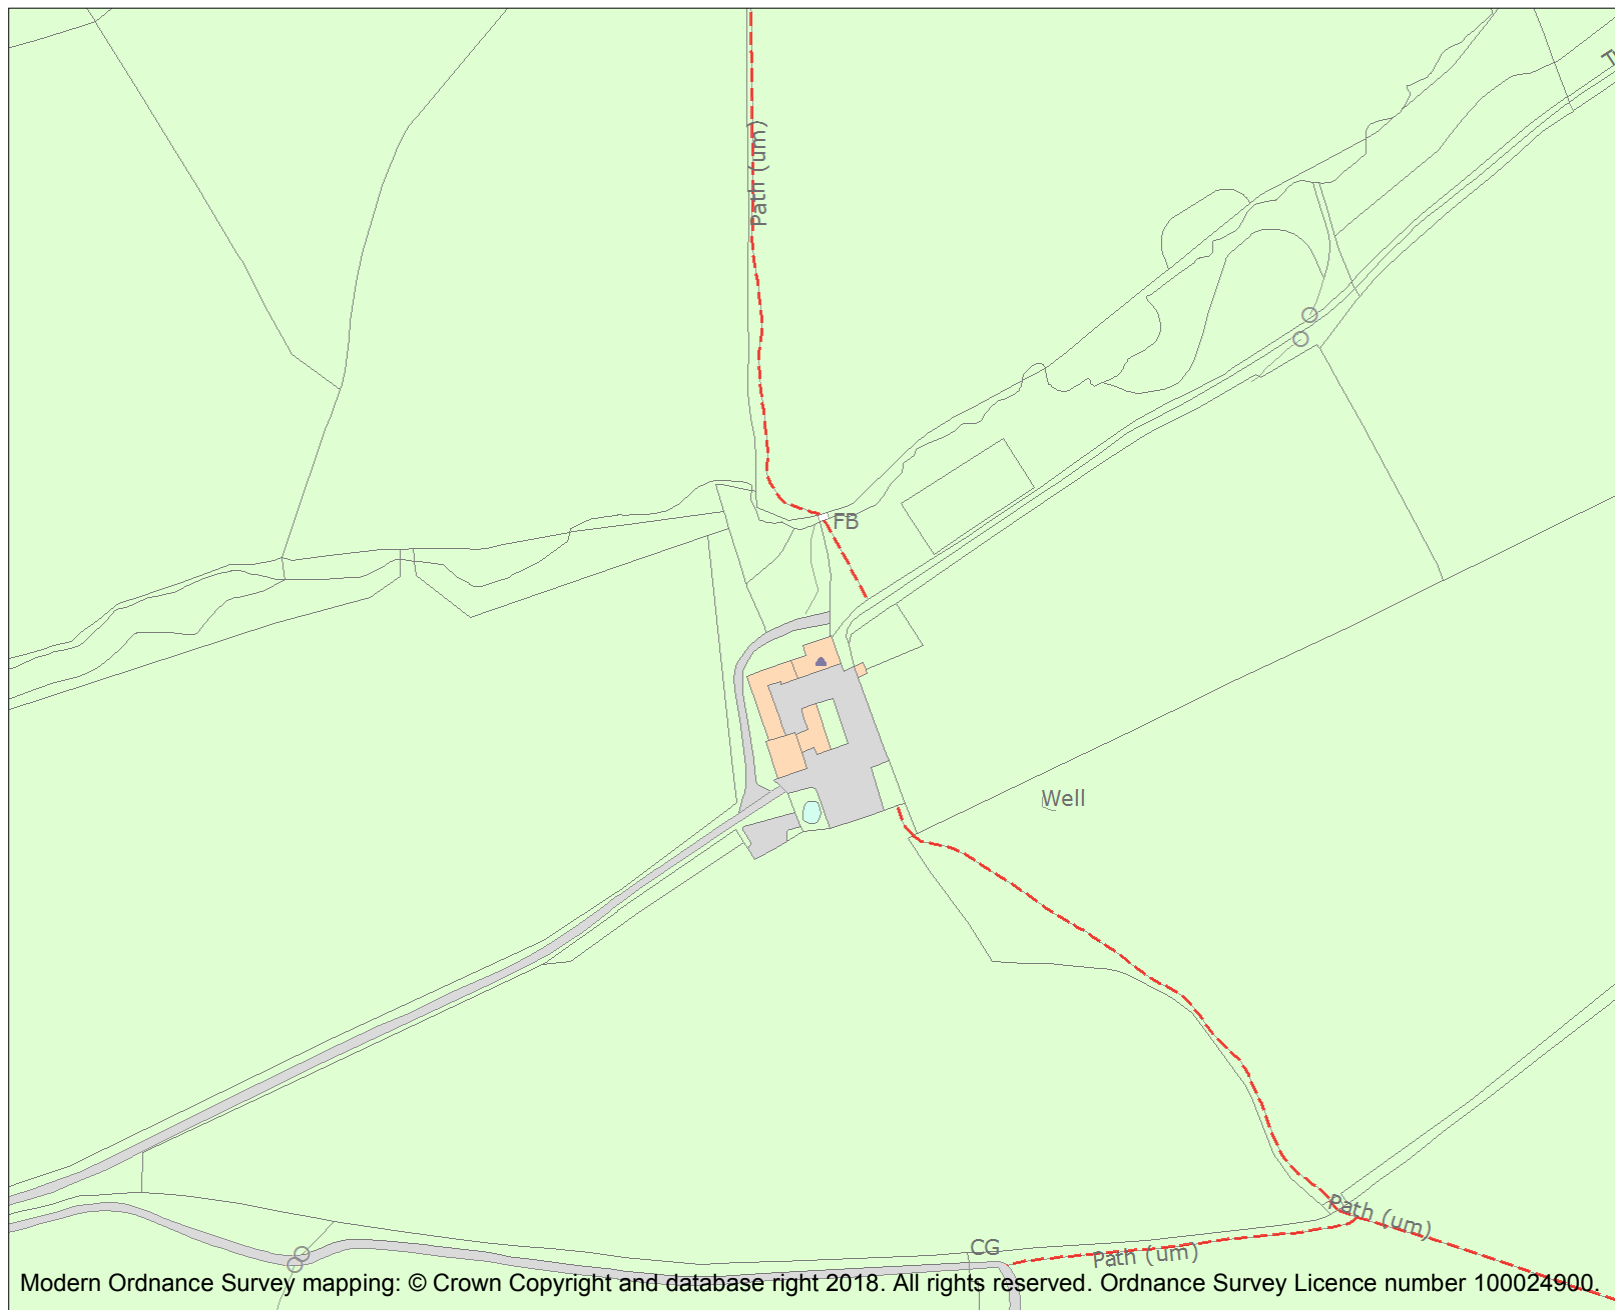 Path (um)
FB
Well
Path (um)
CG
Path (um)
Modern Ordnance Survey mapping: © Crown Copyright and database right 2018. All rights reserved. Ordnance Survey Licence number 100024900.